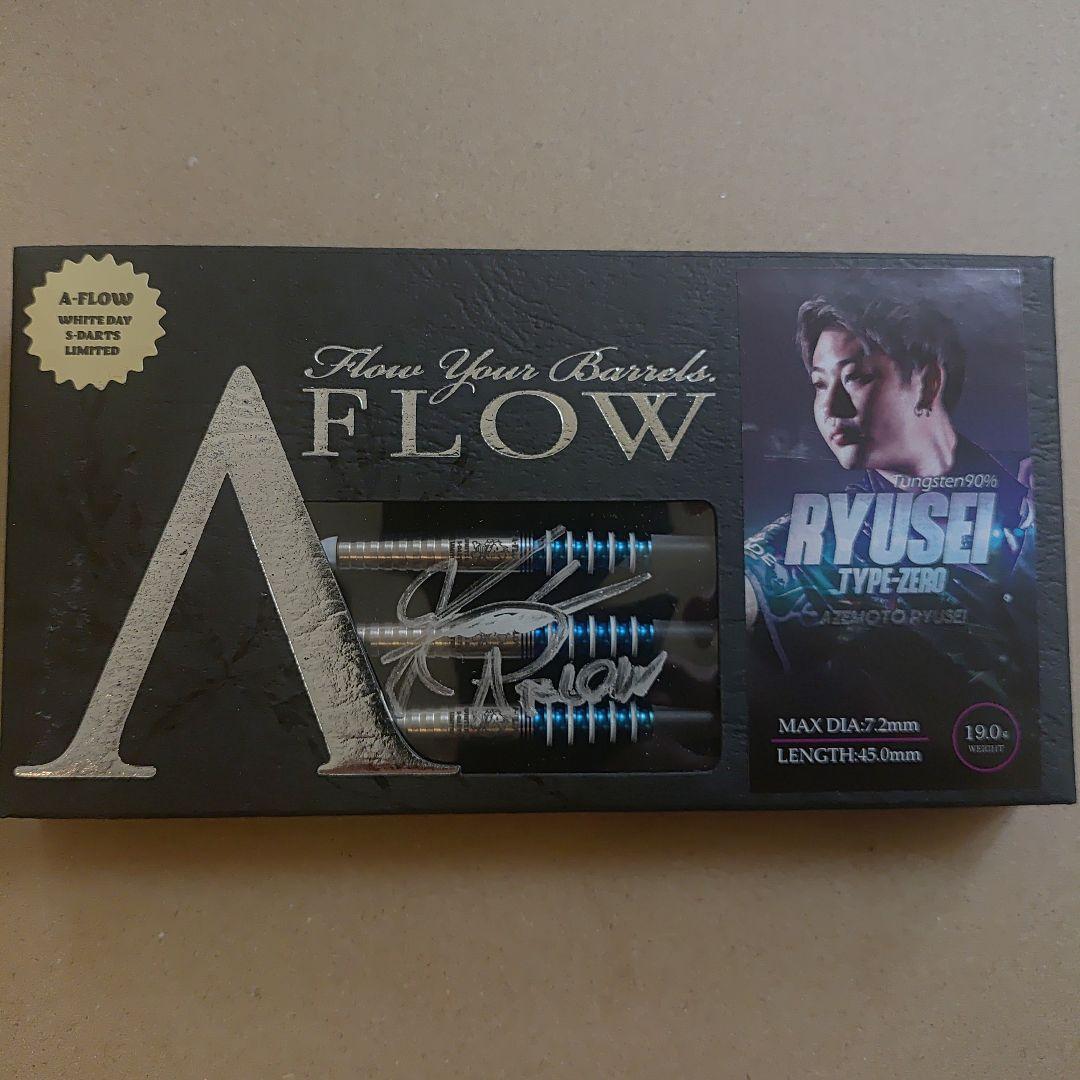 A-FLOW
WHITE DAY
S-DARTS
LIMITED
Flow Your Barrels.
A FLOW
A FLOW
Tungsten90%
RYUSEI
TYPE-ZERO
AZEMOTO RYUSEI
MAX DIA:7.2mm
LENGTH:45.0mm
19.0g
WEIGHT